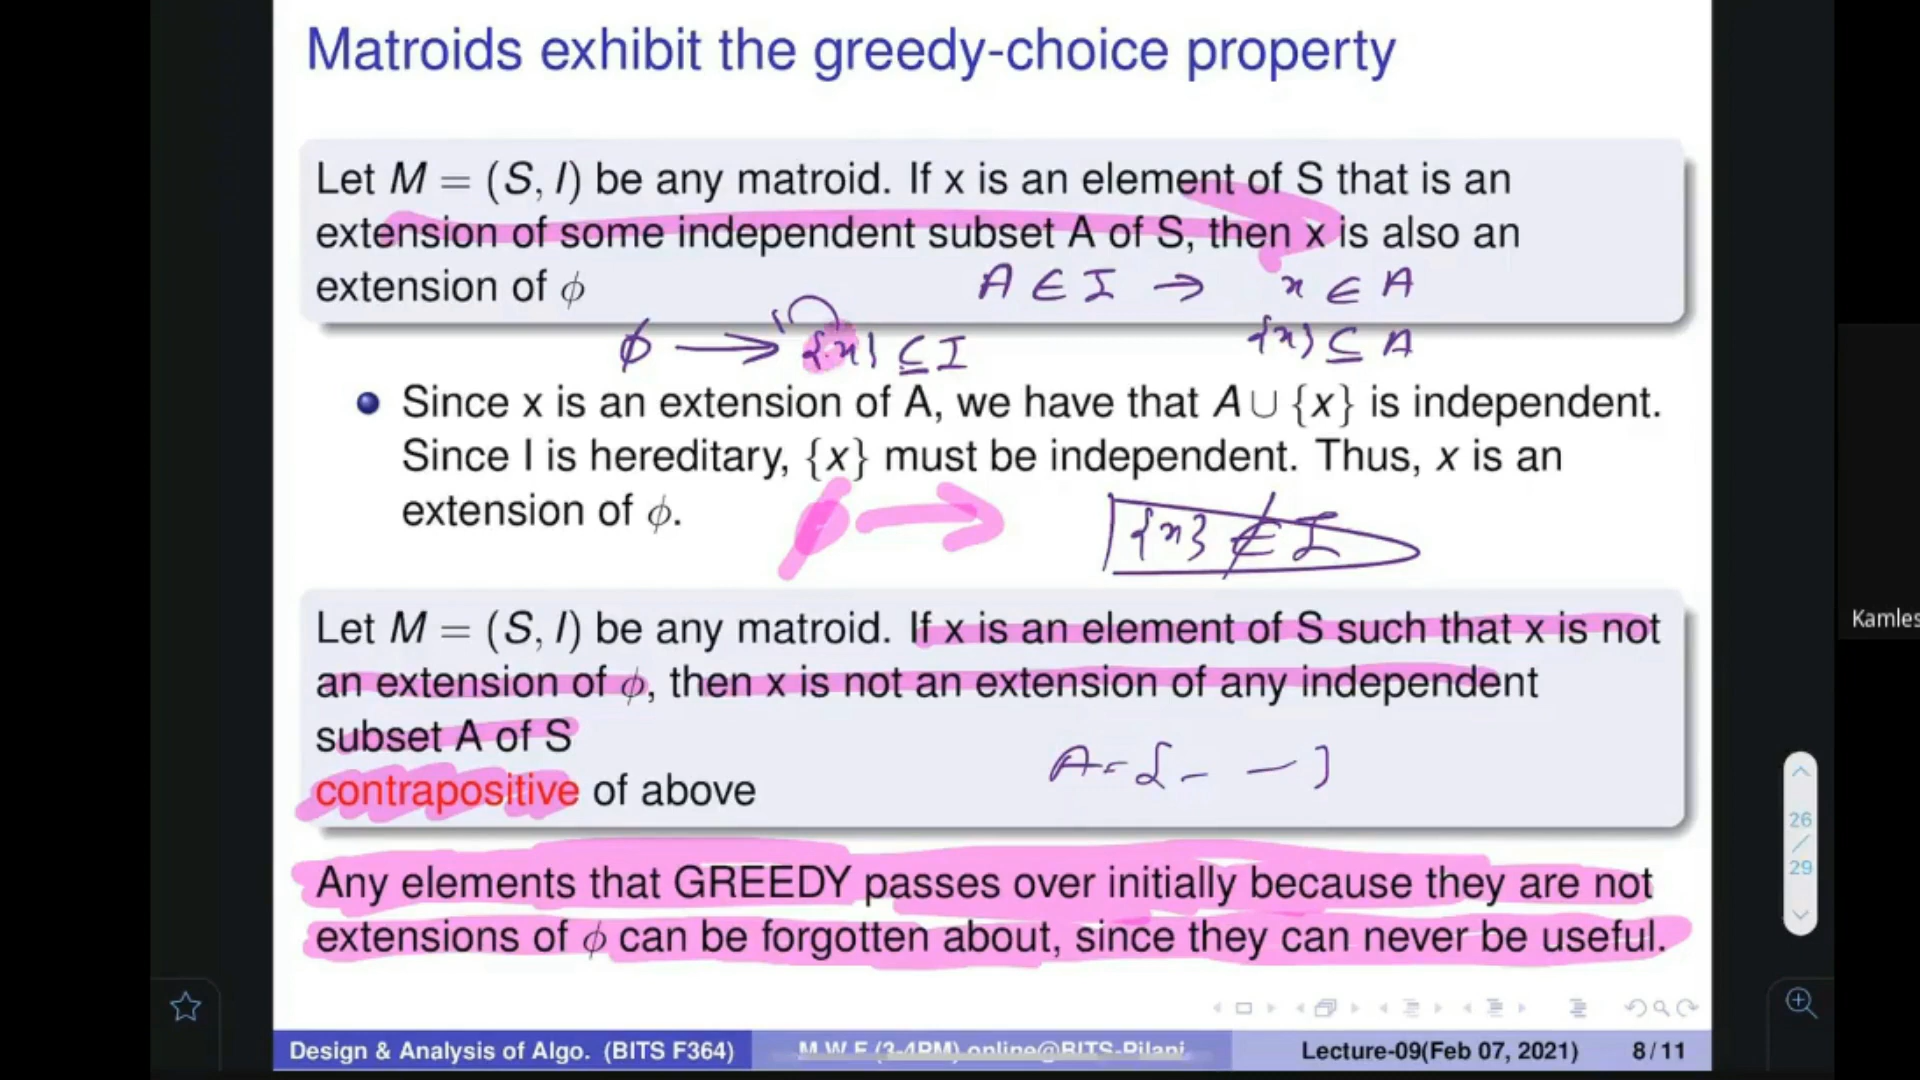 Matroids exhibit the greedy-choice property
Let M = (S, I) be any matroid. If x is an element of S that is an
extension of some independent subset A of S, then x is also an
extension of ϕ
A ∈ I → x ∈ A
ϕ → {x} ⊆ I
{x} ⊆ A
Since x is an extension of A, we have that A ∪ {x} is independent.
Since I is hereditary, {x} must be independent. Thus, x is an
extension of ϕ.
{x} ∉ I
Let M = (S, I) be any matroid. If x is an element of S such that x is not
an extension of ϕ, then x is not an extension of any independent
subset A of S
A = { - - }
contrapositive of above
Any elements that GREEDY passes over initially because they are not
extensions of ϕ can be forgotten about, since they can never be useful.
Design & Analysis of Algo. (BITS F364) M W F (3-4PM) online@BITS-Pilani Lecture-09(Feb 07, 2021) 8/11
26
/
29
Kamles